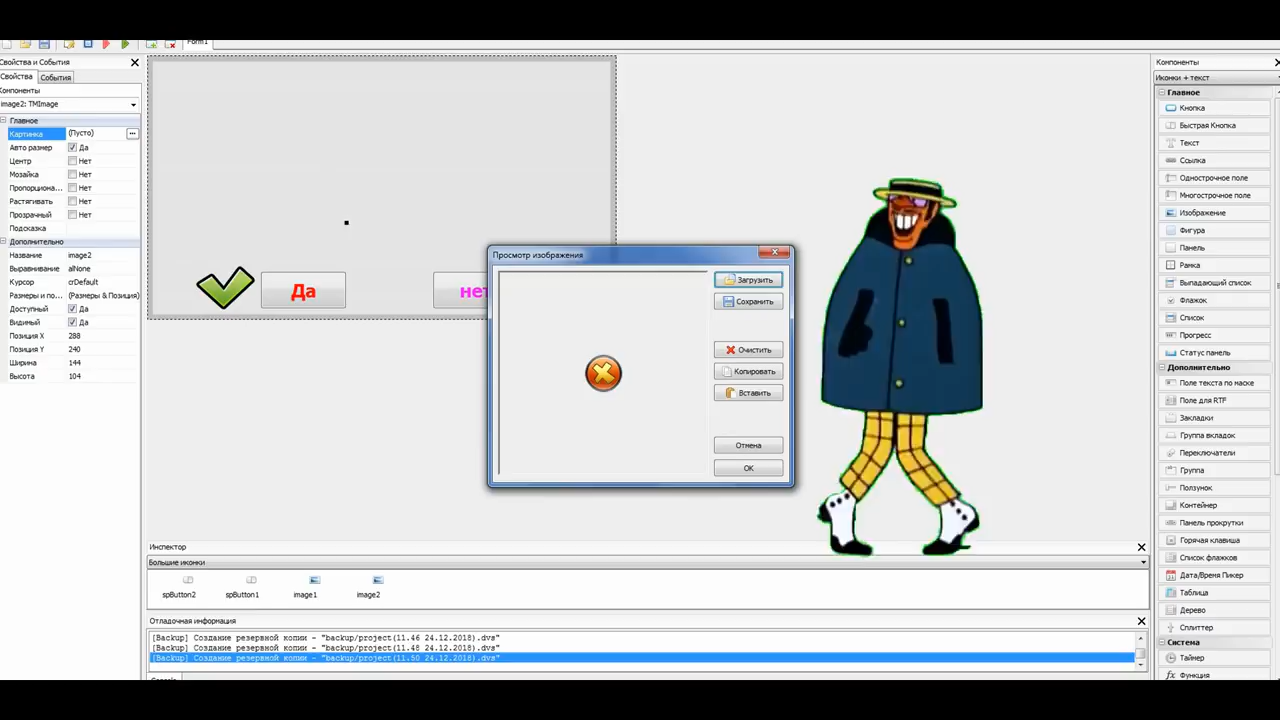 Form1
Свойства и События
Свойства
События
Компоненты
image2: TMImage
Главное
Картинка
(Пусто)
...
Авто размер
Да
Центр
Нет
Мозайка
Нет
Пропорциона...
Нет
Растягивать
Нет
Прозрачный
Нет
Подсказка
Дополнительно
Название
image2
Выравнивание
alNone
Курсор
crDefault
Размеры и по...
(Размеры & Позиция)
Доступный
Да
Видимый
Да
Позиция X
288
Позиция Y
240
Ширина
144
Высота
104
Да
нет
Просмотр изображения
Загрузить
Сохранить
Очистить
Копировать
Вставить
Отмена
OK
Инспектор
Большие иконки
spButton2
spButton1
image1
image2
Отладочная информация
[Backup] Создание резервной копии - "backup/project(11.46 24.12.2018).dvs"
[Backup] Создание резервной копии - "backup/project(11.48 24.12.2018).dvs"
[Backup] Создание резервной копии - "backup/project(11.50 24.12.2018).dvs"
Компоненты
Иконки + текст
Главное
Кнопка
Быстрая Кнопка
Текст
Ссылка
Однострочное поле
Многострочное поле
Изображение
Фигура
Панель
Рамка
Выпадающий список
Флажок
Список
Прогресс
Статус панель
Дополнительно
Поле текста по маске
Поле для RTF
Закладки
Группа вкладок
Переключатели
Группа
Ползунок
Контейнер
Панель прокрутки
Горячая клавиша
Список флажков
Дата/Время Пикер
Таблица
Дерево
Сплиттер
Система
Таймер
Функция